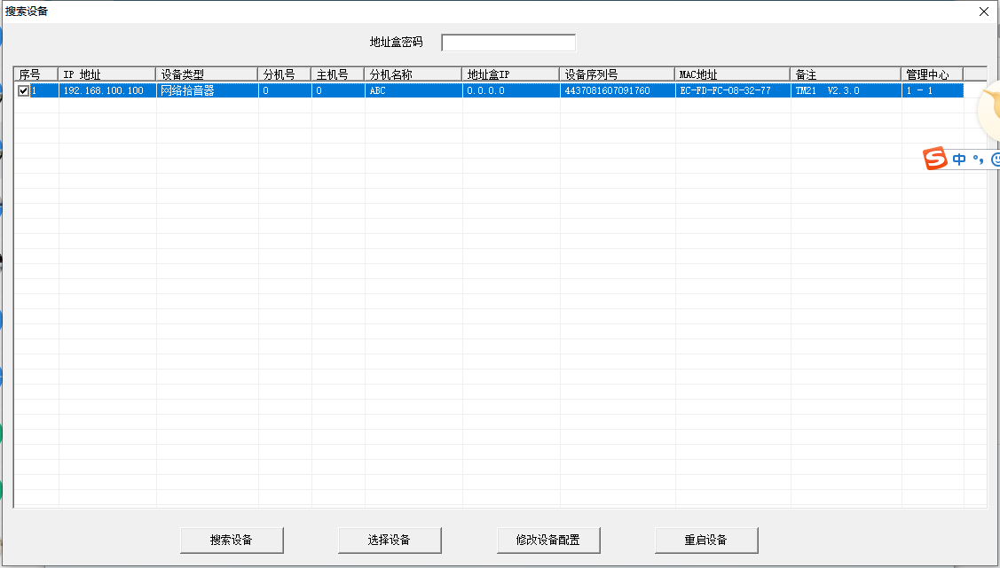 搜索设备
地址盒密码
序号 IP 地址 设备类型 分机号 主机号 分机名称 地址盒IP 设备序列号 MAC地址 备注 管理中心
1 192.168.100.100 网络拾音器 0 0 ABC 0.0.0.0 4437081607091760 EC-FD-FC-08-32-77 TM21 V2.3.0 1 - 1
S 中 °,
搜索设备 选择设备 修改设备配置 重启设备